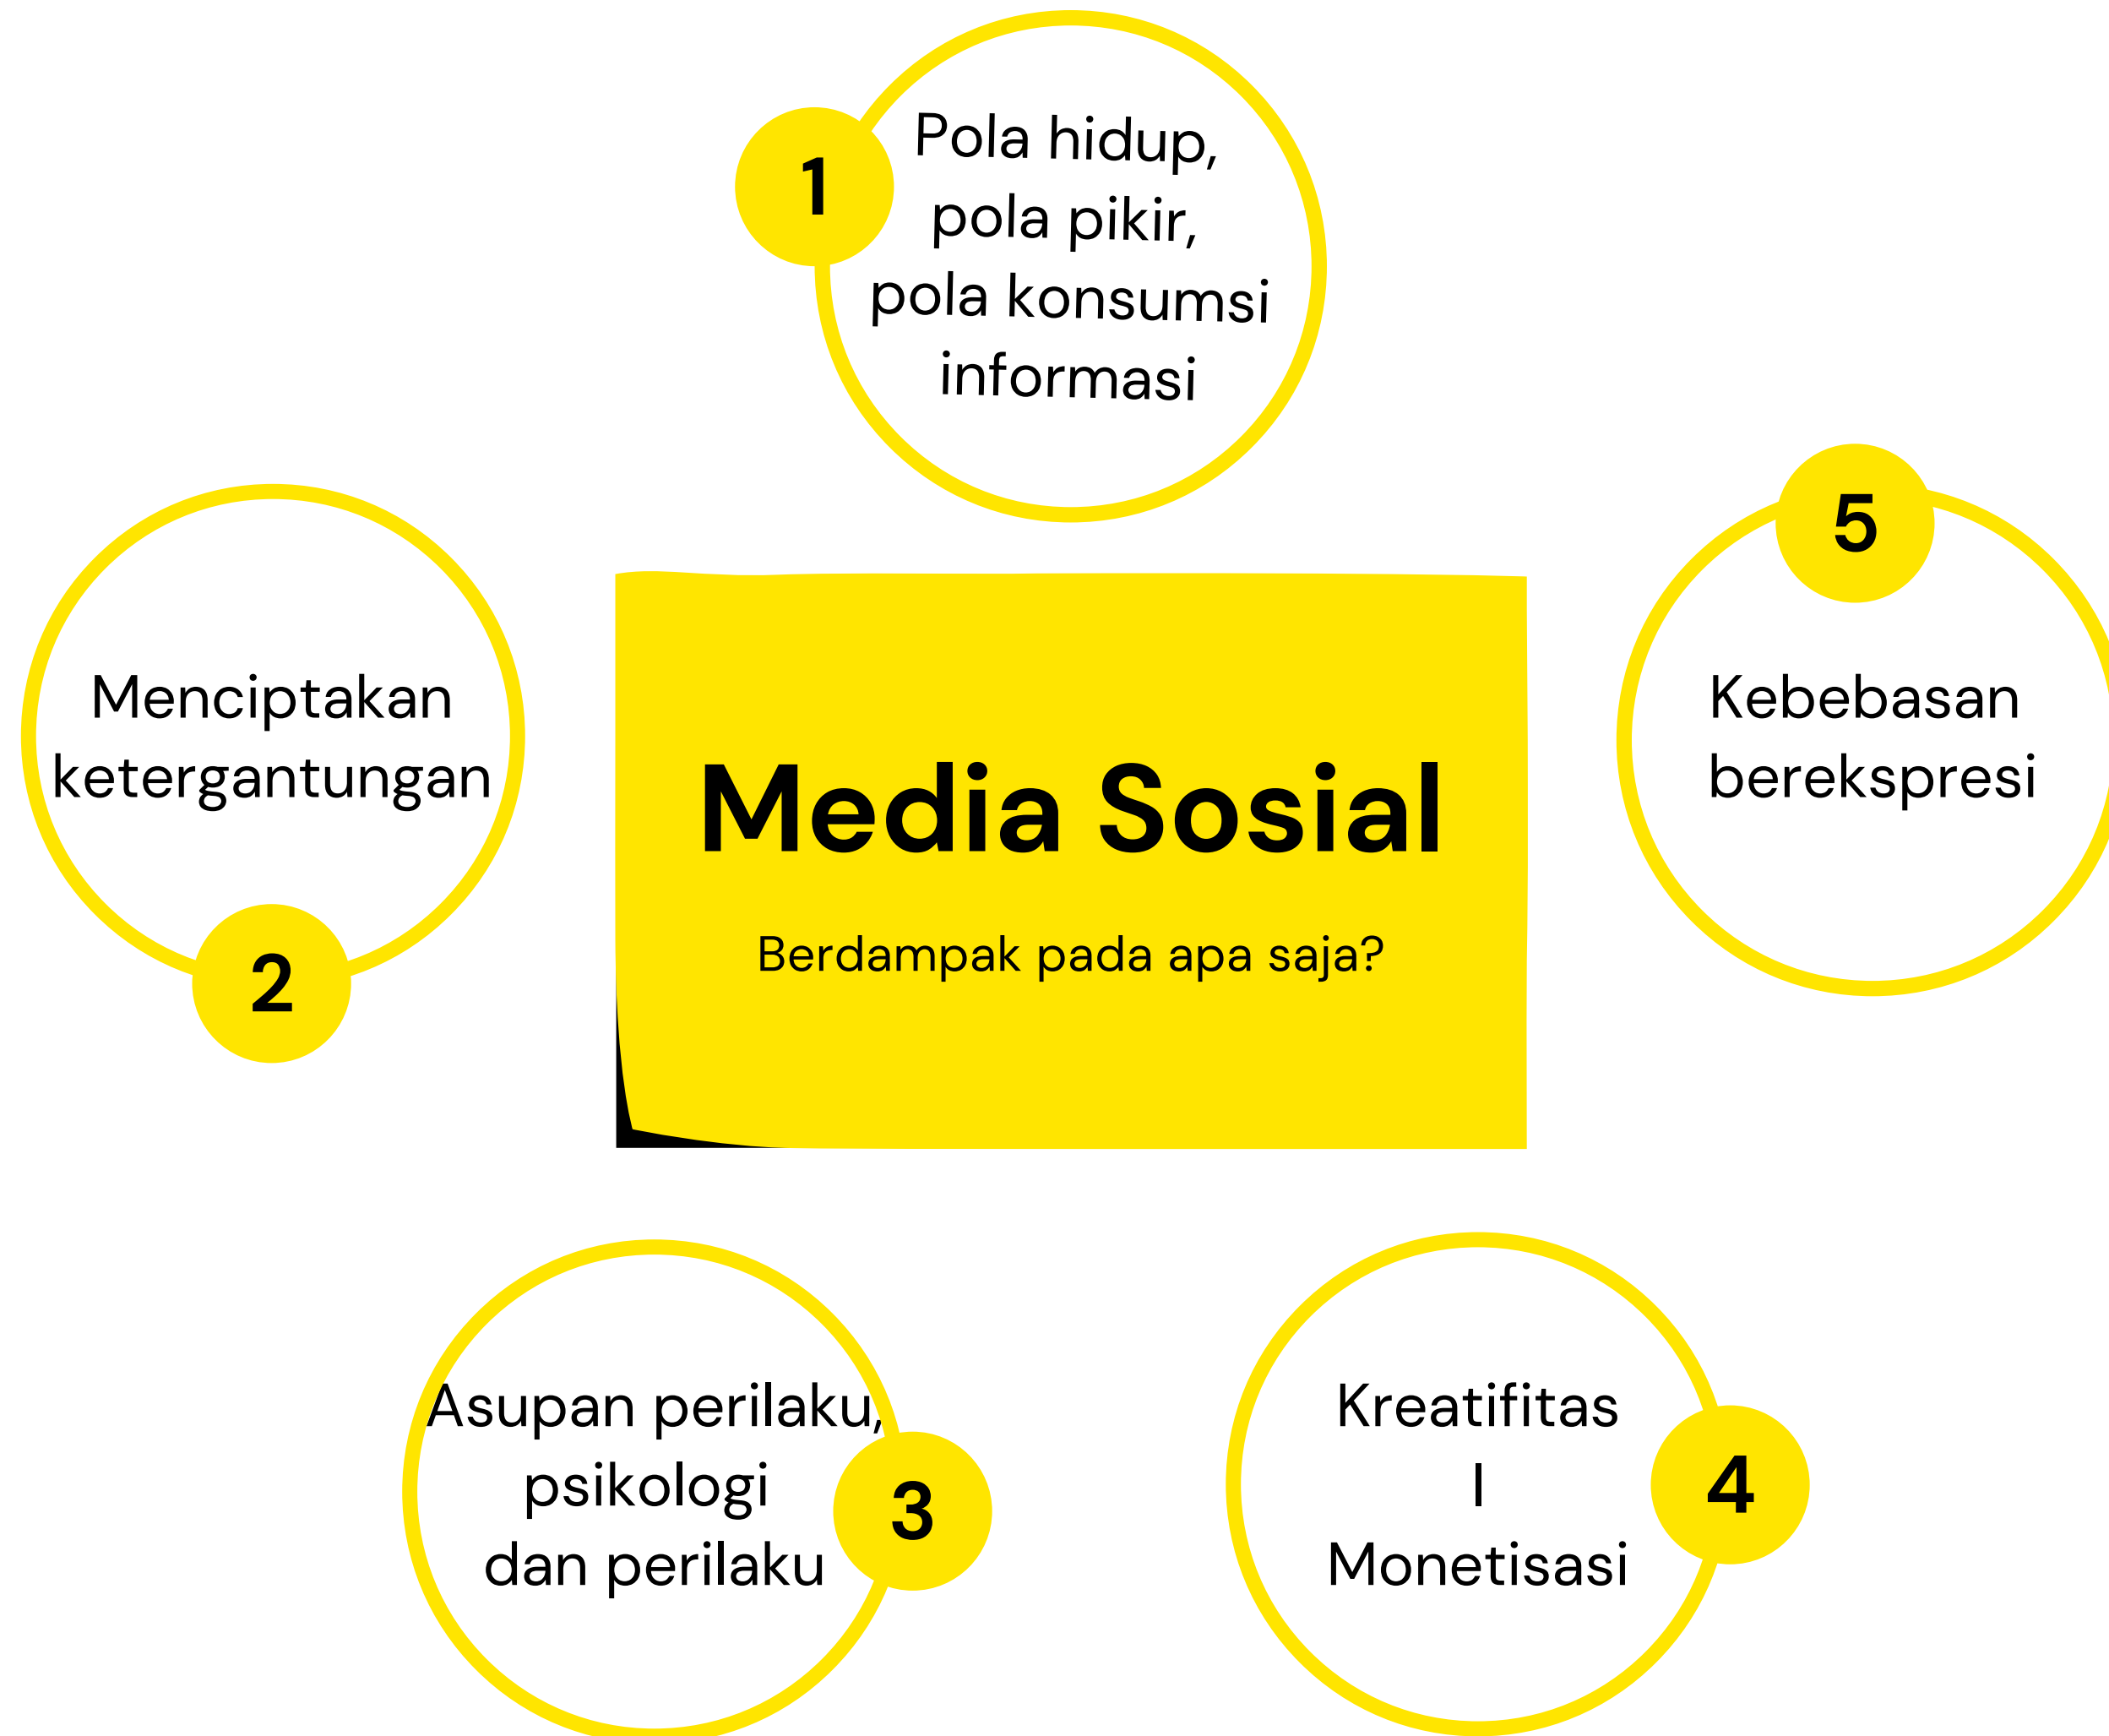 1
Pola hidup,
pola pikir,
pola konsumsi
informasi
Menciptakan
ketergantungan
2
Media Sosial
Berdampak pada apa saja?
5
Kebebasan
berekspresi
Asupan perilaku,
psikologi
dan perilaku
3
Kreatifitas
|
Monetisasi
4